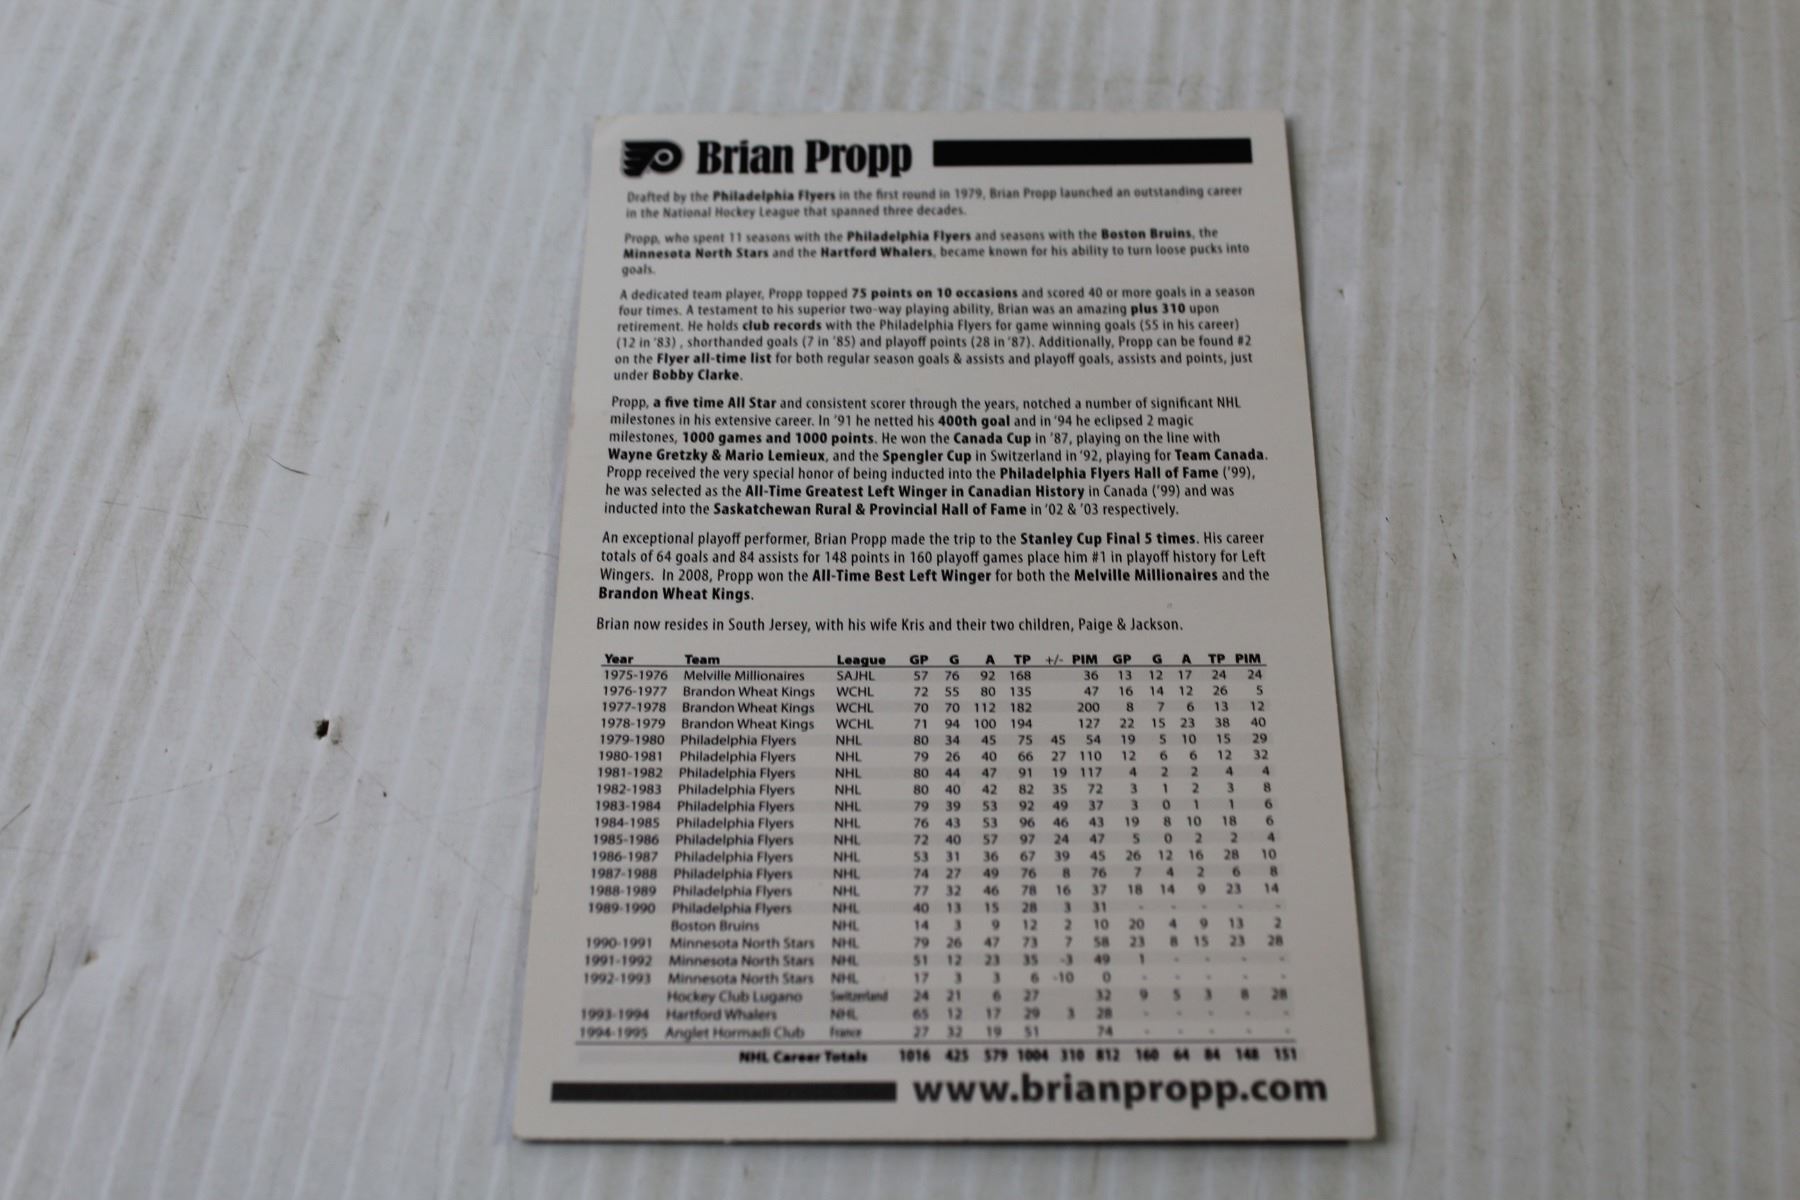 Brian Propp
Drafted by the Philadelphia Flyers in the first round in 1979, Brian Propp launched an outstanding career
in the National Hockey League that spanned three decades.
Propp, who spent 11 seasons with the Philadelphia Flyers and seasons with the Boston Bruins, the
Minnesota North Stars and the Hartford Whalers, became known for his ability to turn loose pucks into
goals.
A dedicated team player, Propp topped 75 points on 10 occasions and scored 40 or more goals in a season
four times. A testament to his superior two-way playing ability, Brian was an amazing plus 310 upon
retirement. He holds club records with the Philadelphia Flyers for game winning goals (55 in his career)
(12 in '83) , shorthanded goals (7 in '85) and playoff points (28 in '87). Additionally, Propp can be found #2
on the Flyer all-time list for both regular season goals & assists and playoff goals, assists and points, just
under Bobby Clarke.
Propp, a five time All Star and consistent scorer through the years, notched a number of significant NHL
milestones in his extensive career. In '91 he netted his 400th goal and in '94 he eclipsed 2 magic
milestones, 1000 games and 1000 points. He won the Canada Cup in '87, playing on the line with
Wayne Gretzky & Mario Lemieux, and the Spengler Cup in Switzerland in '92, playing for Team Canada.
Propp received the very special honor of being inducted into the Philadelphia Flyers Hall of Fame ('99),
he was selected as the All-Time Greatest Left Winger in Canadian History in Canada ('99) and was
inducted into the Saskatchewan Rural & Provincial Hall of Fame in '02 & '03 respectively.
An exceptional playoff performer, Brian Propp made the trip to the Stanley Cup Final 5 times. His career
totals of 64 goals and 84 assists for 148 points in 160 playoff games place him #1 in playoff history for Left
Wingers. In 2008, Propp won the All-Time Best Left Winger for both the Melville Millionaires and the
Brandon Wheat Kings.
Brian now resides in South Jersey, with his wife Kris and their two children, Paige & Jackson.
Year Team League GP G A TP +/- PIM GP G A TP PIM
1975-1976 Melville Millionaires SAJHL 57 76 92 168 36 13 12 17 24 24
1976-1977 Brandon Wheat Kings WCHL 72 55 80 135 47 16 14 12 26 5
1977-1978 Brandon Wheat Kings WCHL 70 70 112 182 200 8 7 6 13 12
1978-1979 Brandon Wheat Kings WCHL 71 94 100 194 127 22 15 23 38 40
1979-1980 Philadelphia Flyers NHL 80 34 45 75 45 54 19 5 10 15 29
1980-1981 Philadelphia Flyers NHL 79 26 40 66 27 110 12 6 6 12 32
1981-1982 Philadelphia Flyers NHL 80 44 47 91 19 117 4 2 2 4 4
1982-1983 Philadelphia Flyers NHL 80 40 42 82 35 72 3 1 2 3 8
1983-1984 Philadelphia Flyers NHL 79 39 53 92 49 37 3 0 1 1 6
1984-1985 Philadelphia Flyers NHL 76 43 53 96 46 43 19 8 10 18 6
1985-1986 Philadelphia Flyers NHL 72 40 57 97 24 47 5 0 2 2 4
1986-1987 Philadelphia Flyers NHL 53 31 36 67 39 45 26 12 16 28 10
1987-1988 Philadelphia Flyers NHL 74 27 49 76 8 76 7 4 2 6 8
1988-1989 Philadelphia Flyers NHL 77 32 46 78 16 37 18 14 9 23 14
1989-1990 Philadelphia Flyers NHL 40 13 15 28 3 31 - - - - -
Boston Bruins NHL 14 3 9 12 2 10 20 4 9 13 2
1990-1991 Minnesota North Stars NHL 79 26 47 73 7 58 23 8 15 23 28
1991-1992 Minnesota North Stars NHL 51 12 23 35 -3 49 1 - - - -
1992-1993 Minnesota North Stars NHL 17 3 3 6 -10 0 - - - - -
Hockey Club Lugano Switzerland 24 21 6 27 32 9 5 3 8 28
1993-1994 Hartford Whalers NHL 65 12 17 29 3 28 - - - - -
1994-1995 Anglet Hormadi Club France 27 32 19 51 74 - - - - -
NHL Career Totals 1016 425 579 1004 310 812 160 64 84 148 151
www.brianpropp.com